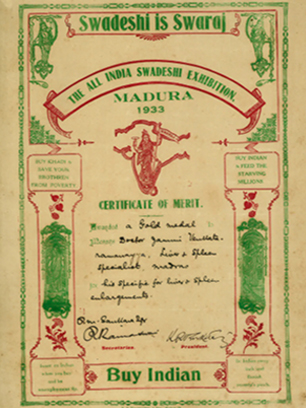 Swadeshi is Swaraj
THE ALL INDIA SWADESHI EXHIBITION.
MADURA
1933
BUY KHADI &
SAVE YOUR
BRETHREN
FROM POVERTY
BUY INDIAN
& FEED THE
STARVING
MILLIONS
CERTIFICATE OF MERIT.
Awarded a Gold medal to
Messrs Doctor Jammi Venkata-
ramanayya, Liver & Spleen
Specialist, Madras
for his specific for liver & spleen
enlargements.
Secretaries
President
Buy Indian